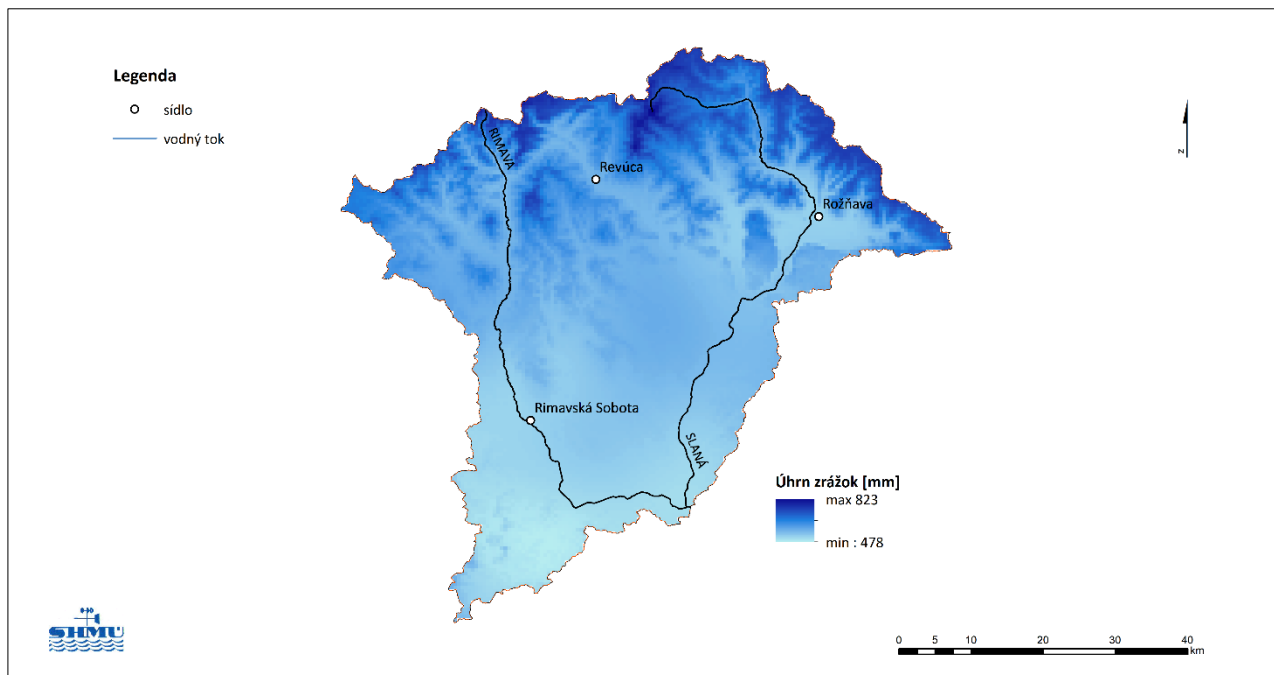 Legenda
sídlo
vodný tok
RIMAVA
Revúca
Rožňava
Rimavská Sobota
SLANÁ
Úhrn zrážok [mm]
max 823
min : 478
N
SHMÚ
0 5 10 20 30 40
km